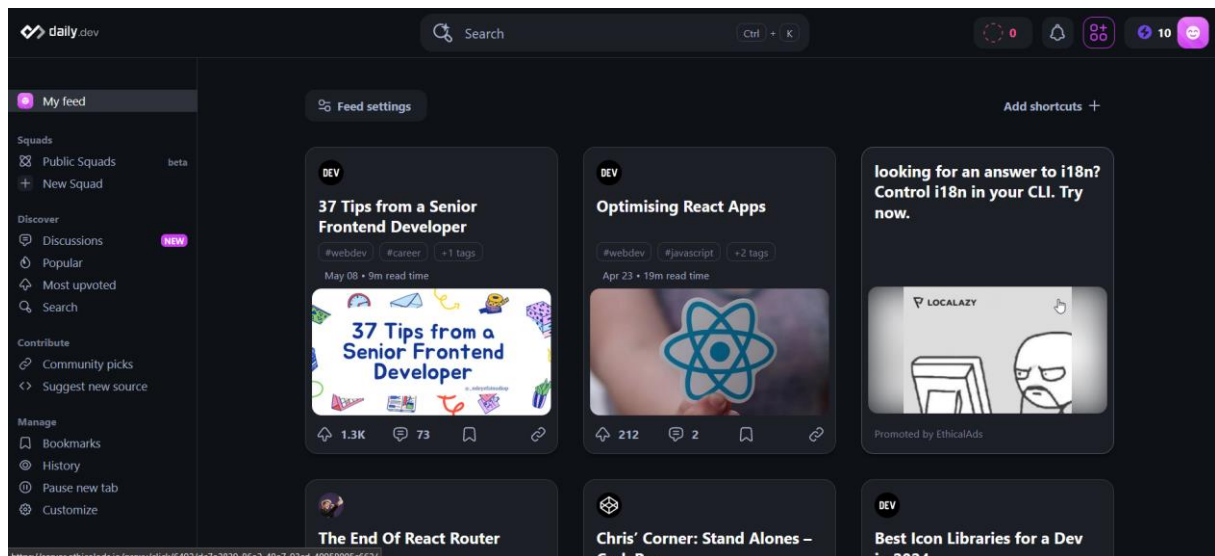 daily.dev
Search
Ctrl + K
0
10
My feed
Squads
Public Squads beta
New Squad
Discover
Discussions NEW
Popular
Most upvoted
Search
Contribute
Community picks
Suggest new source
Manage
Bookmarks
History
Pause new tab
Customize
Feed settings
Add shortcuts +
DEV
37 Tips from a Senior
Frontend Developer
#webdev #career +1 tags
May 08 • 9m read time
37 Tips from a
Senior Frontend
Developer
1.3K 73
DEV
Optimising React Apps
#webdev #javascript +2 tags
Apr 23 • 19m read time
212 2
looking for an answer to i18n?
Control i18n in your CLI. Try
now.
LOCALAZY
Promoted by EthicalAds
The End Of React Router
Chris’ Corner: Stand Alones –
DEV
Best Icon Libraries for a Dev